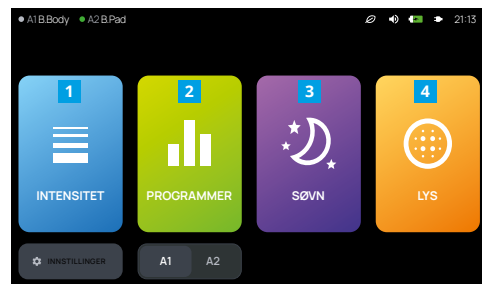 A1 B.Body A2 B.Pad 21:13
1 2 3 4
INTENSITET PROGRAMMER SØVN LYS
INNSTILLINGER A1 A2